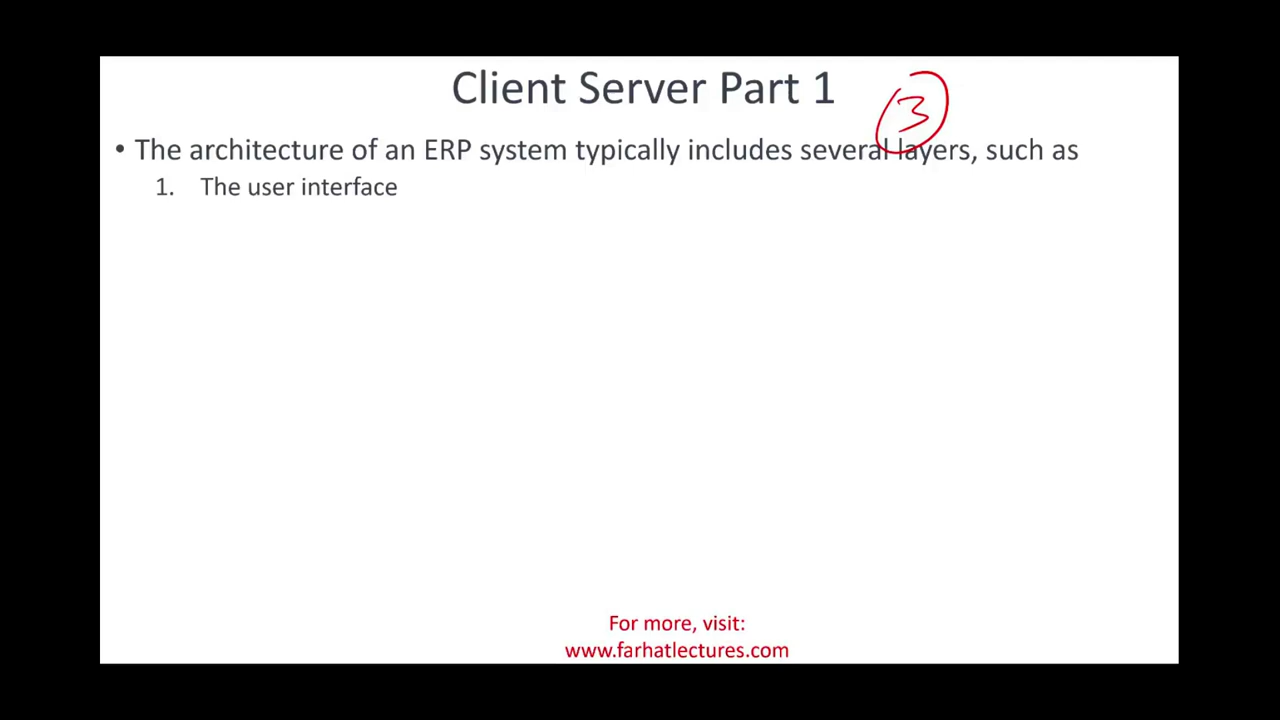 Client Server Part 1
3
• The architecture of an ERP system typically includes several layers, such as
1. The user interface
For more, visit:
www.farhatlectures.com